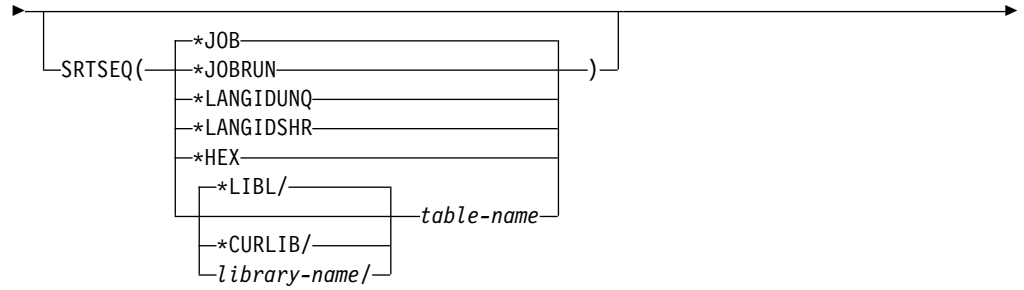 *JOB
SRTSEQ( *JOBRUN )
*LANGIDUNQ
*LANGIDSHR
*HEX
*LIBL/
table-name
*CURLIB/
library-name/